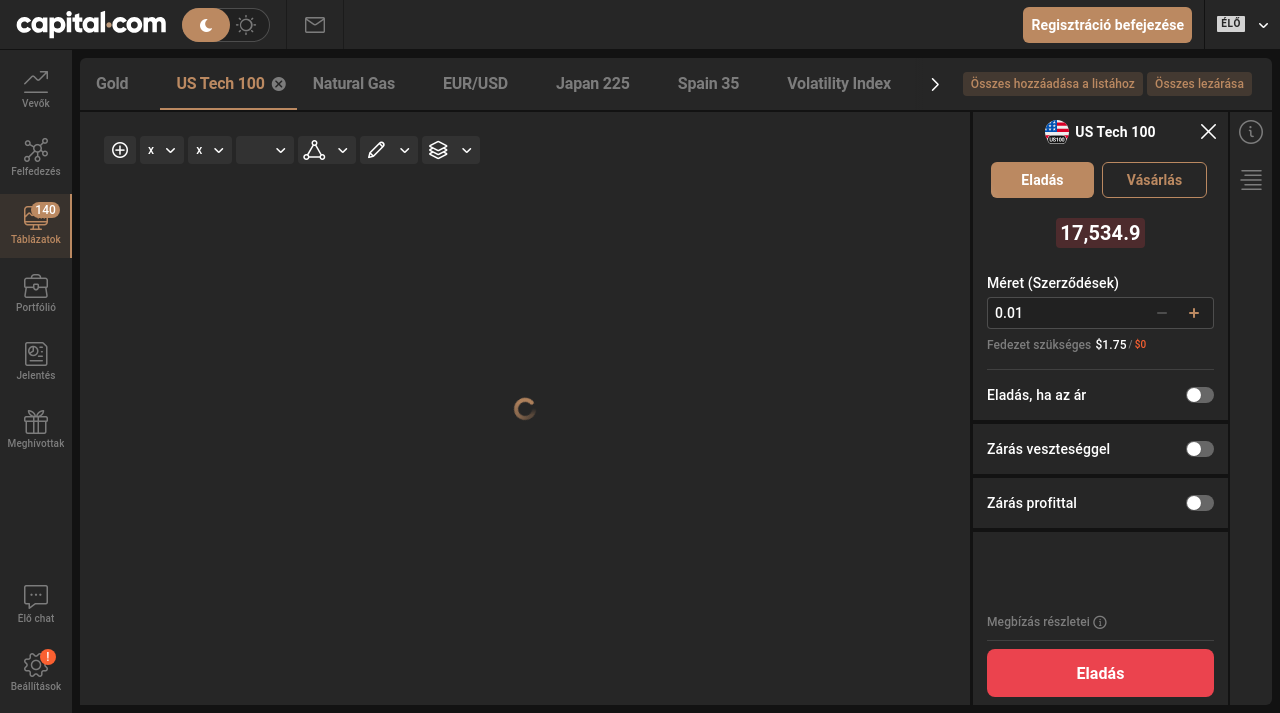 capital.com
Regisztráció befejezése
ÉLŐ
Gold
US Tech 100
Natural Gas
EUR/USD
Japan 225
Spain 35
Volatility Index
Összes hozzáadása a listához
Összes lezárása
Vevők
Felfedezés
140
Táblázatok
Portfólió
Jelentés
Meghívottak
Elő chat
!
Beállítások
x
x
US100
US Tech 100
Eladás
Vásárlás
17,534.9
Méret (Szerződések)
0.01
Fedezet szükséges $1.75 / $0
Eladás, ha az ár
Zárás veszteséggel
Zárás profittal
Megbízás részletei
Eladás